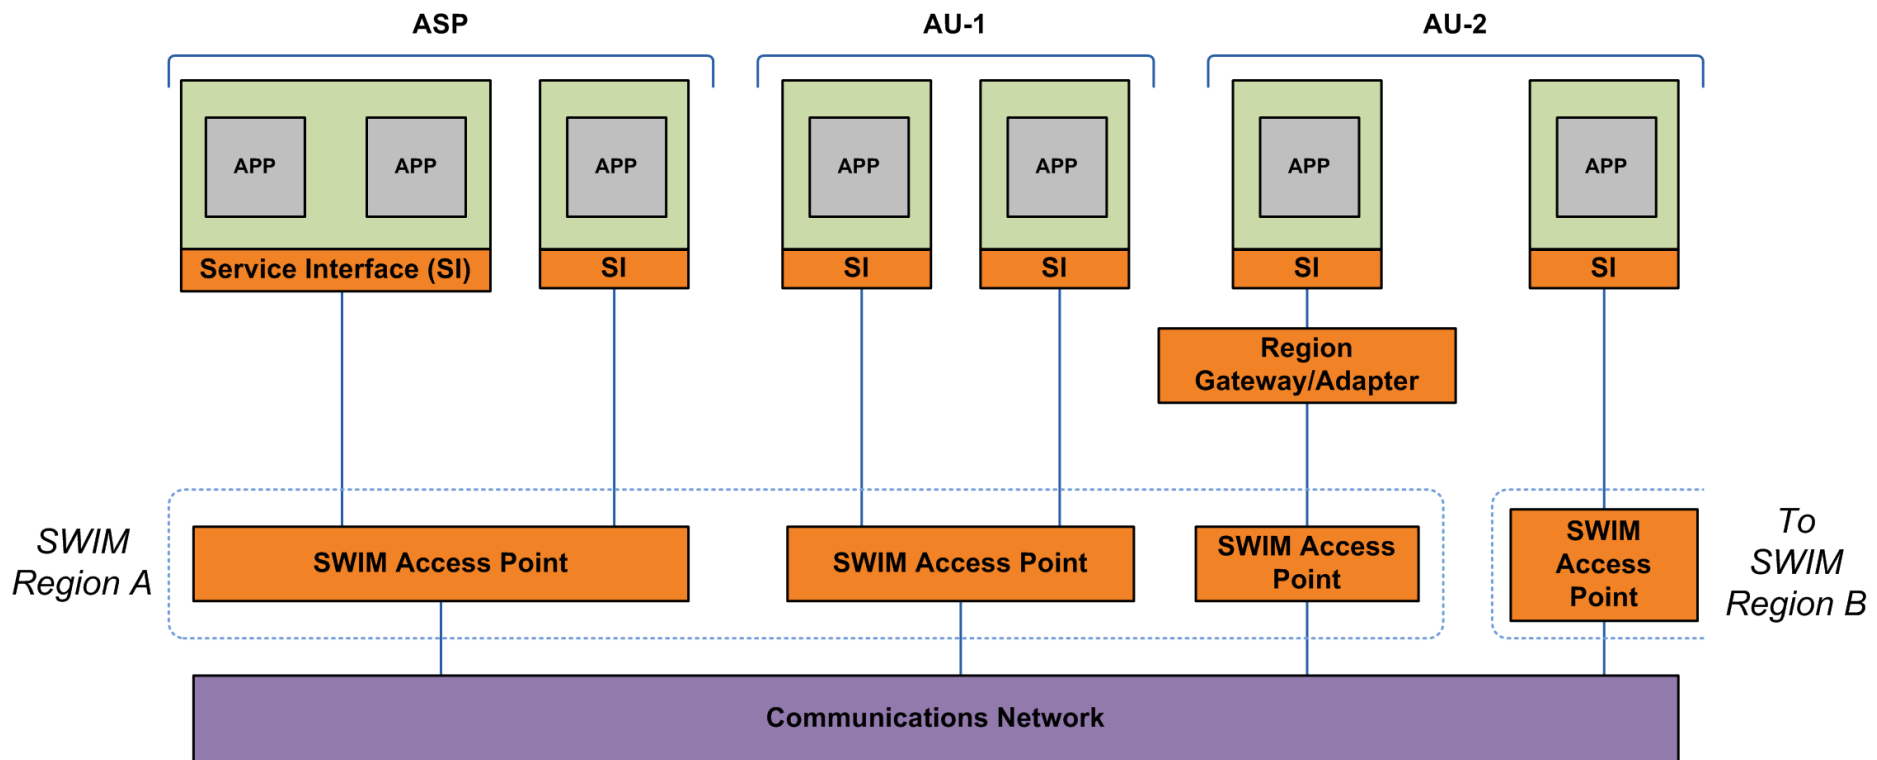 ASP
AU-1
AU-2
APP
APP
APP
APP
APP
APP
APP
Service Interface (SI)
SI
SI
SI
SI
SI
Region
Gateway/Adapter
SWIM
Region A
SWIM Access Point
SWIM Access Point
SWIM Access
Point
SWIM
Access
Point
To
SWIM
Region B
Communications Network